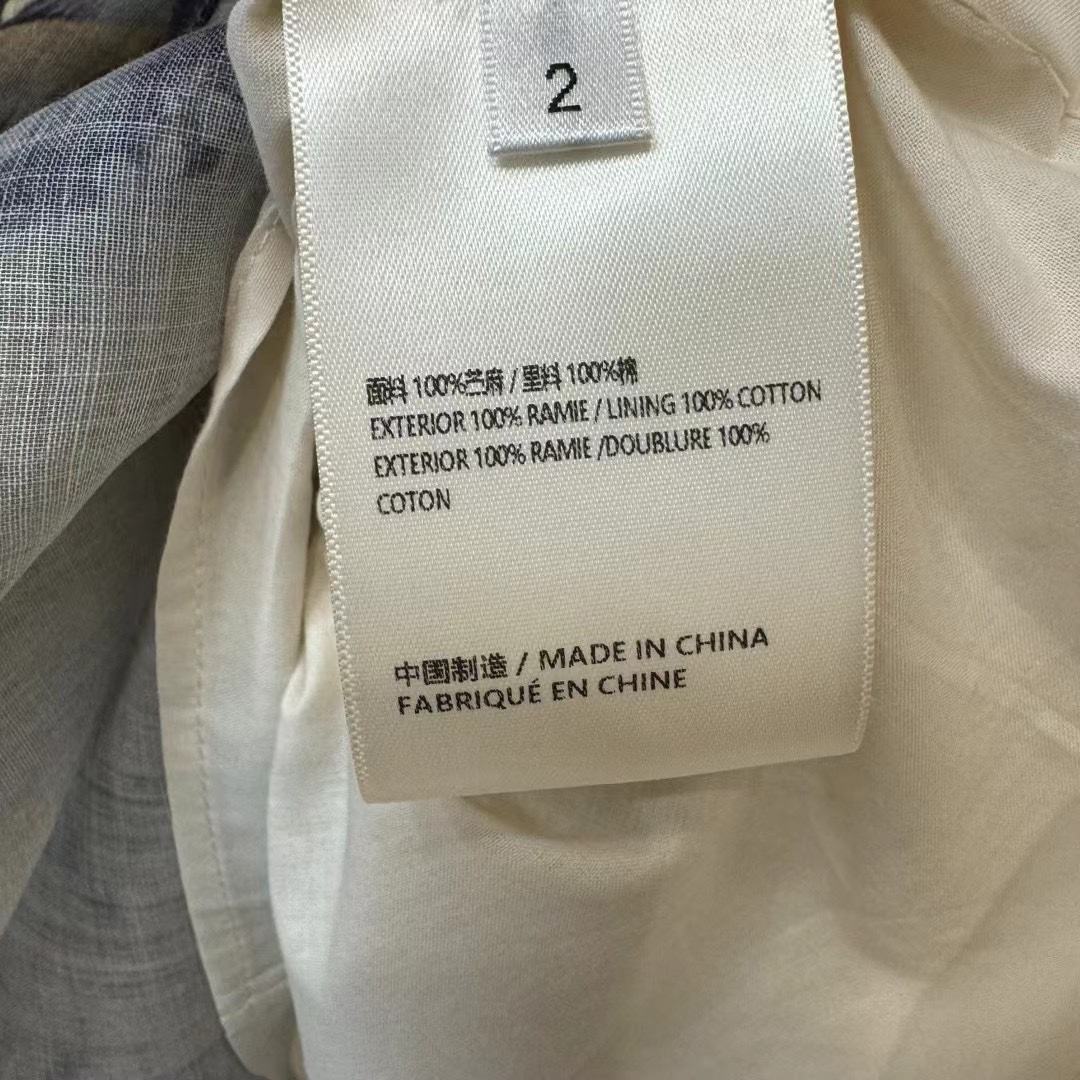 2
面料 100%苎麻 / 里料 100%棉
EXTERIOR 100% RAMIE / LINING 100% COTTON
EXTERIOR 100% RAMIE /DOUBLURE 100%
COTON
中国制造 / MADE IN CHINA
FABRIQUÉ EN CHINE